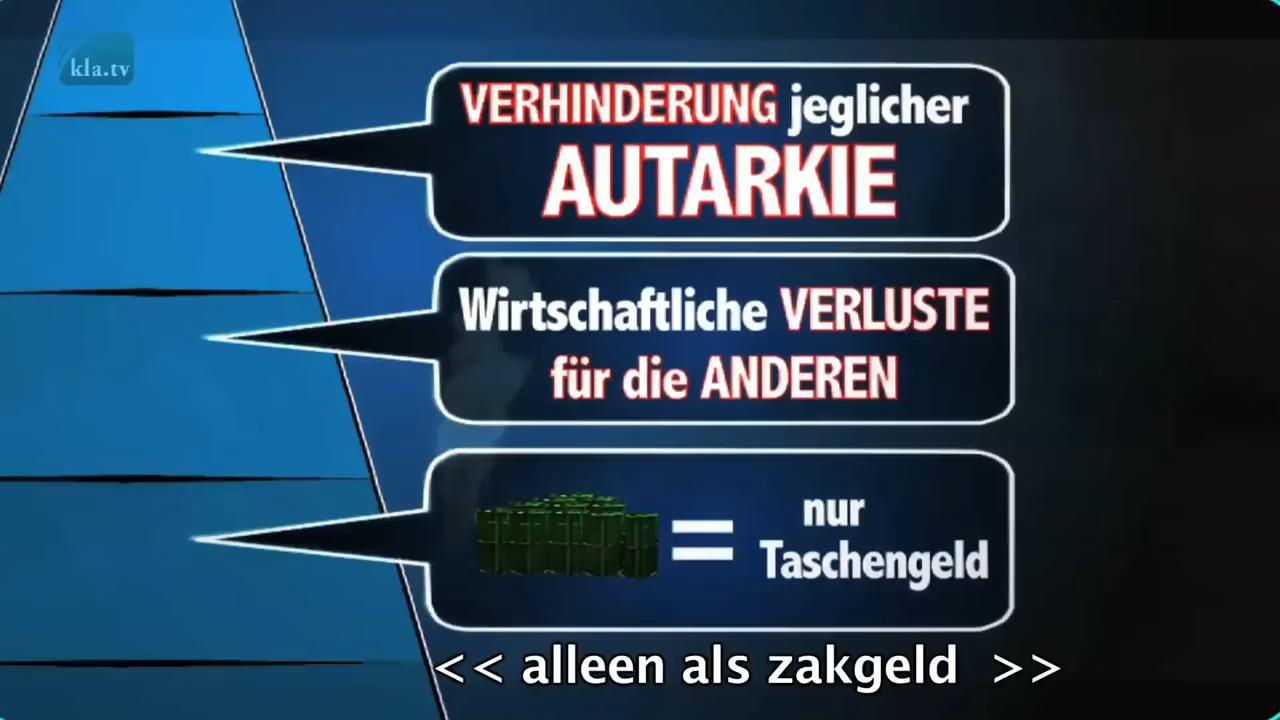 kla.tv
VERHINDERUNG jeglicher
AUTARKIE
Wirtschaftliche VERLUSTE
für die ANDEREN
= nur
Taschengeld
<< alleen als zakgeld >>